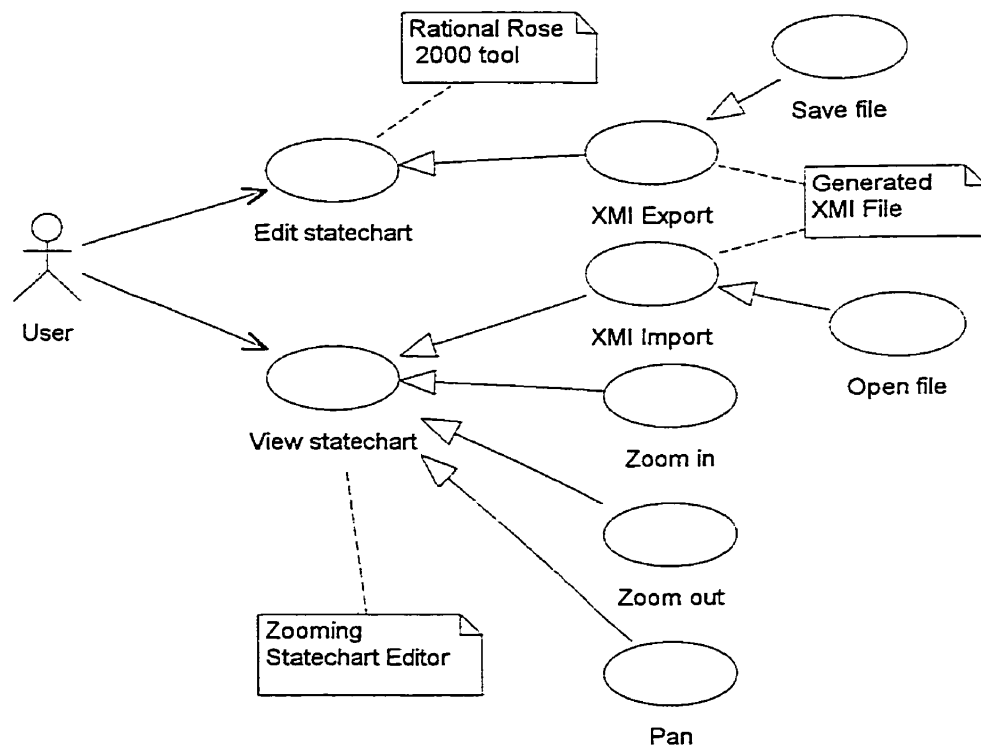 Rational Rose
2000 tool
Save file
Edit statechart
XMI Export
Generated
XMI File
User
XMI Import
Open file
View statechart
Zoom in
Zoom out
Zooming
Statechart Editor
Pan